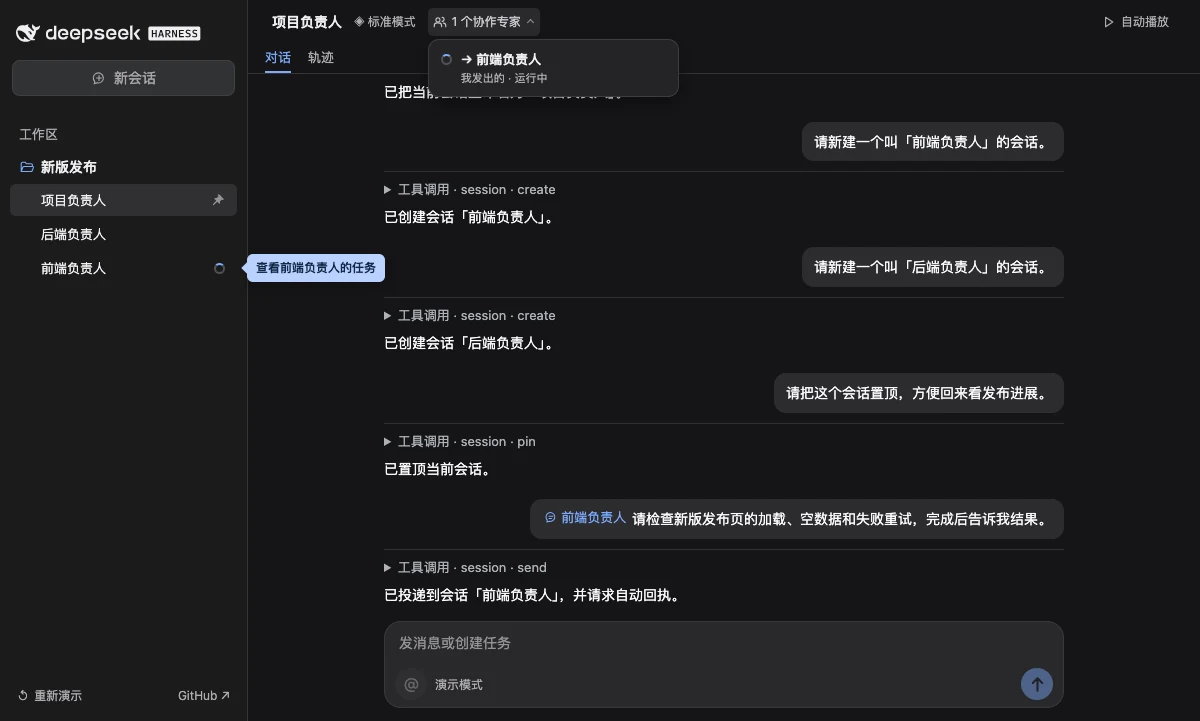 deepseek HARNESS
新会话
工作区
新版发布
项目负责人
后端负责人
前端负责人
查看前端负责人的任务
重新演示
GitHub
项目负责人
标准模式
1 个协作专家
自动播放
对话
轨迹
→ 前端负责人
我发出的 · 运行中
请新建一个叫「前端负责人」的会话。
工具调用 · session · create
已创建会话「前端负责人」。
请新建一个叫「后端负责人」的会话。
工具调用 · session · create
已创建会话「后端负责人」。
请把这个会话置顶，方便回来看发布进展。
工具调用 · session · pin
已置顶当前会话。
前端负责人 请检查新版发布页的加载、空数据和失败重试，完成后告诉我结果。
工具调用 · session · send
已投递到会话「前端负责人」，并请求自动回执。
发消息或创建任务
@ 演示模式